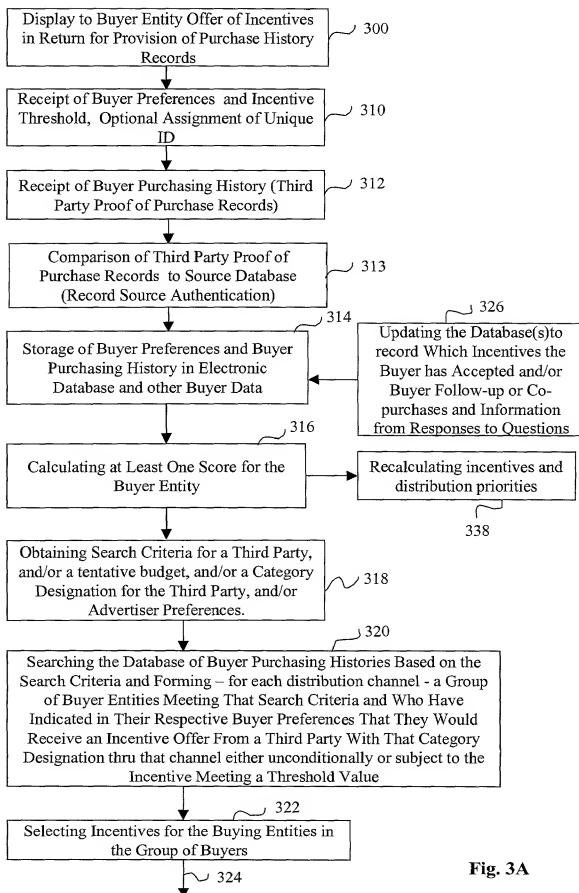 Display to Buyer Entity Offer of Incentives
in Return for Provision of Purchase History
Records
300
Receipt of Buyer Preferences and Incentive
Threshold, Optional Assignment of Unique
ID
310
Receipt of Buyer Purchasing History (Third
Party Proof of Purchase Records)
312
Comparison of Third Party Proof of
Purchase Records to Source Database
(Record Source Authentication)
313
314
Storage of Buyer Preferences and Buyer
Purchasing History in Electronic
Database and other Buyer Data
326
Updating the Database(s)to
record Which Incentives the
Buyer has Accepted and/or
Buyer Follow-up or Co-
purchases and Information
from Responses to Questions
316
Calculating at Least One Score for the
Buyer Entity
Recalculating incentives and
distribution priorities
338
Obtaining Search Criteria for a Third Party,
and/or a tentative budget, and/or a Category
Designation for the Third Party, and/or
Advertiser Preferences.
318
320
Searching the Database of Buyer Purchasing Histories Based on the
Search Criteria and Forming – for each distribution channel - a Group
of Buyer Entities Meeting That Search Criteria and Who Have
Indicated in Their Respective Buyer Preferences That They Would
Receive an Incentive Offer From a Third Party With That Category
Designation thru that channel either unconditionally or subject to the
Incentive Meeting a Threshold Value
322
Selecting Incentives for the Buying Entities in
the Group of Buyers
324
Fig. 3A